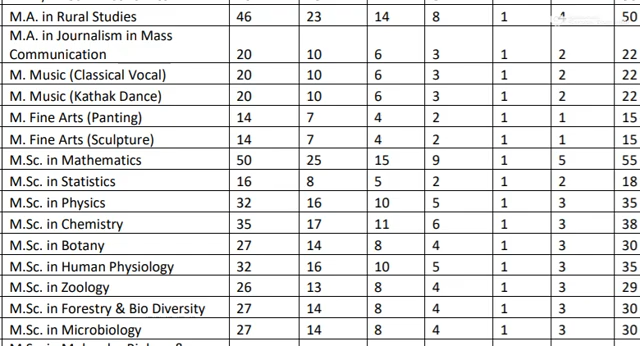 M.A. in Rural Studies 46 23 14 8 1 4 50
M.A. in Journalism in Mass
Communication 20 10 6 3 1 2 22
M. Music (Classical Vocal) 20 10 6 3 1 2 22
M. Music (Kathak Dance) 20 10 6 3 1 2 22
M. Fine Arts (Panting) 14 7 4 2 1 1 15
M. Fine Arts (Sculpture) 14 7 4 2 1 1 15
M.Sc. in Mathematics 50 25 15 9 1 5 55
M.Sc. in Statistics 16 8 5 2 1 2 18
M.Sc. in Physics 32 16 10 5 1 3 35
M.Sc. in Chemistry 35 17 11 6 1 3 38
M.Sc. in Botany 27 14 8 4 1 3 30
M.Sc. in Human Physiology 32 16 10 5 1 3 35
M.Sc. in Zoology 26 13 8 4 1 3 29
M.Sc. in Forestry & Bio Diversity 27 14 8 4 1 3 30
M.Sc. in Microbiology 27 14 8 4 1 3 30